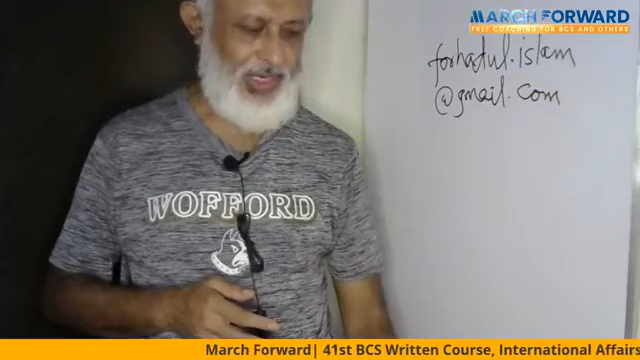 MARCH FORWARD
FREE COACHING FOR BCS AND OTHERS
forhatul.islam
@gmail.com
WOFFORD
March Forward| 41st BCS Written Course, International Affairs